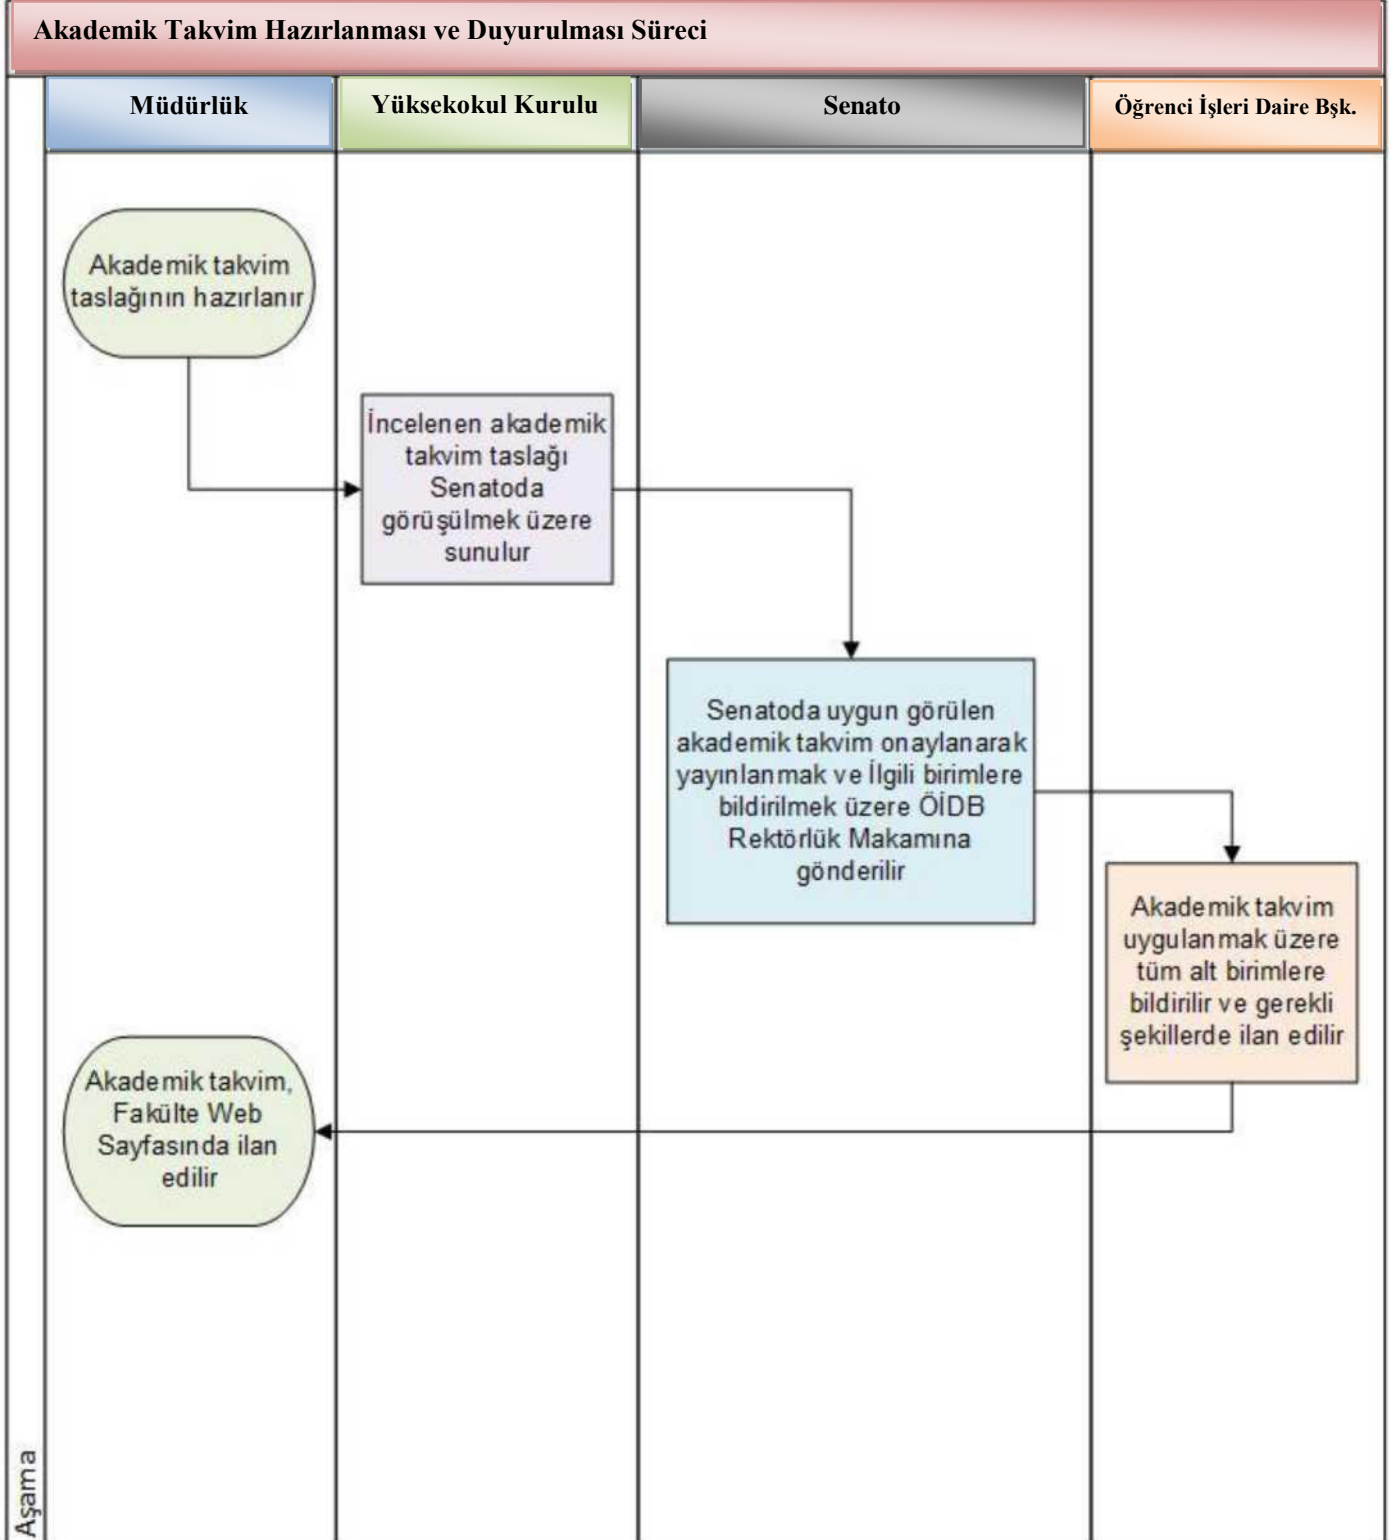 Akademik Takvim Hazırlanması ve Duyurulması Süreci
Müdürlük
Yüksekokul Kurulu
Senato
Öğrenci İşleri Daire Bşk.
Akademik takvim
taslağının hazırlanır
İncelenen akademik
takvim taslağı
Senatoda
görüşülmek üzere
sunulur
Senatoda uygun görülen
akademik takvim onaylanarak
yayınlanmak ve İlgili birimlere
bildirilmek üzere ÖİDB
Rektörlük Makamına
gönderilir
Akademik takvim
uygulanmak üzere
tüm alt birimlere
bildirilir ve gerekli
şekillerde ilan edilir
Akademik takvim,
Fakülte Web
Sayfasında ilan
edilir
Aşama